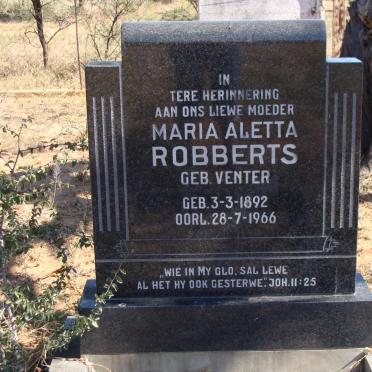 IN
TERE HERINNERING
AAN ONS LIEWE MOEDER
MARIA ALETTA
ROBBERTS
GEB. VENTER
GEB. 3-3-1892
OORL. 28-7-1966
„WIE IN MY GLO, SAL LEWE
AL HET HY OOK GESTERWE". JOH. 11:25